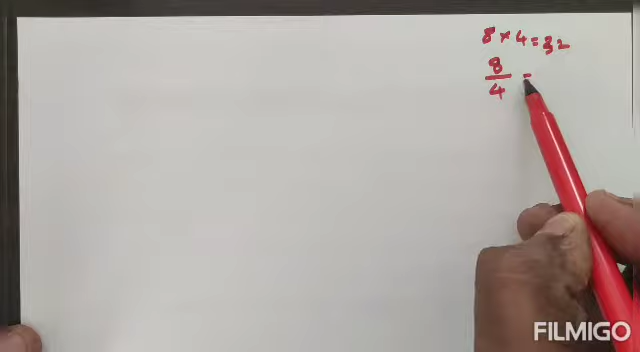 8 × 4 = 32
8
4 =
FILMIGO